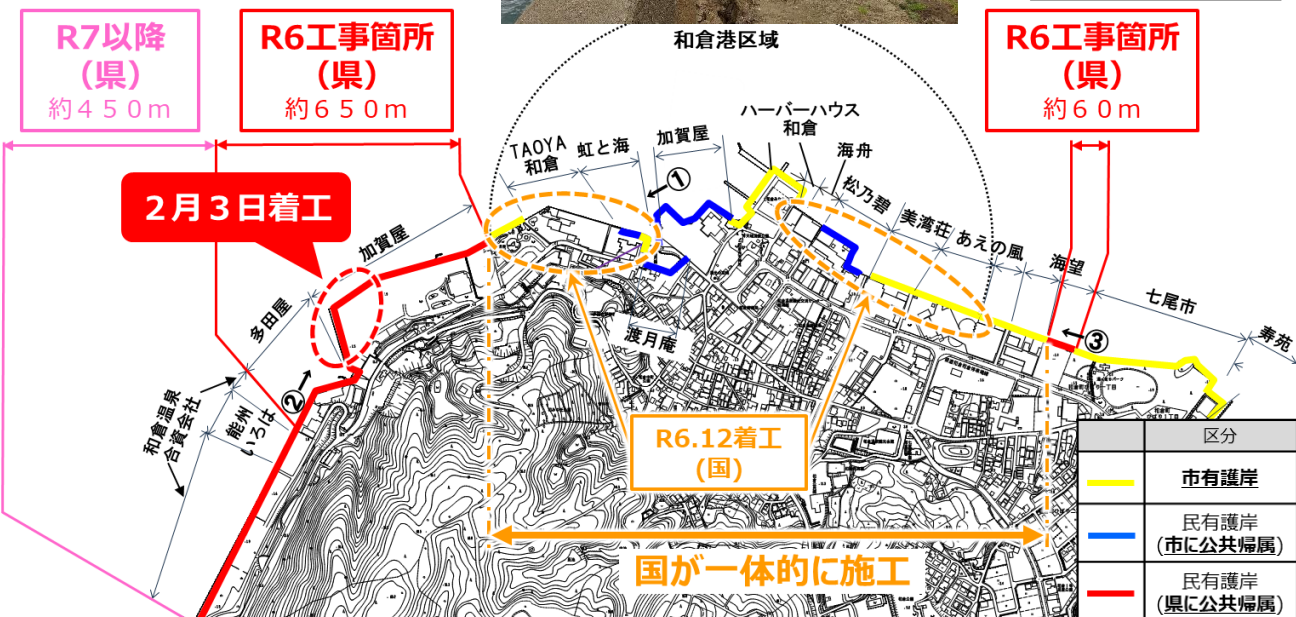 R7以降
(県)
約４５０m
R6工事箇所
(県)
約６５０m
和倉港区域
R6工事箇所
(県)
約６０m
２月３日着工
TAOYA
和倉
虹と海
加賀屋
ハーバーハウス
和倉
海舟
松乃碧
美湾荘
あえの風
海望
七尾市
寿苑
①
加賀屋
多田屋
②
和倉温泉
合資会社
能州
いろは
渡月庵
③
R6.12着工
(国)
国が一体的に施工
区分
市有護岸
民有護岸
(市に公共帰属)
民有護岸
(県に公共帰属)